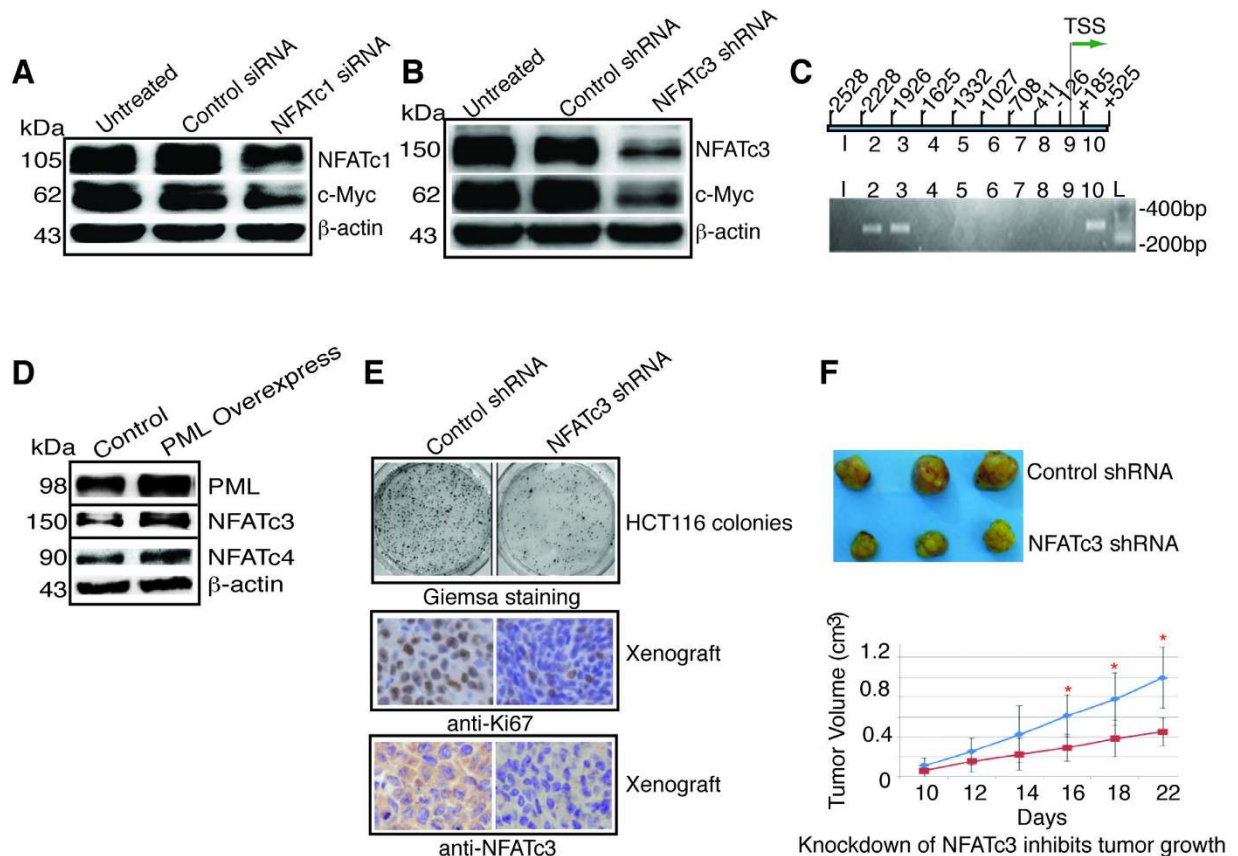 A
Untreated
Control siRNA
NFATc1 siRNA
kDa
105
NFATc1
62
c-Myc
43
β-actin
B
Untreated
Control shRNA
NFATc3 shRNA
kDa
150
NFATc3
62
c-Myc
43
β-actin
C
TSS
-2528 -2228 -1926 -1625 -1332 -1027 -708 -411 -126 +185 +525
I 2 3 4 5 6 7 8 9 10
I 2 3 4 5 6 7 8 9 10 L
-400bp
-200bp
D
Control
PML Overexpress
kDa
98
PML
150
NFATc3
90
NFATc4
43
β-actin
E
Control shRNA
NFATc3 shRNA
HCT116 colonies
Giemsa staining
Xenograft
anti-Ki67
Xenograft
anti-NFATc3
F
Control shRNA
NFATc3 shRNA
Tumor Volume (cm³)
1.2
0.8
0.4
0
* * *
10 12 14 16 18 22
Days
Knockdown of NFATc3 inhibits tumor growth